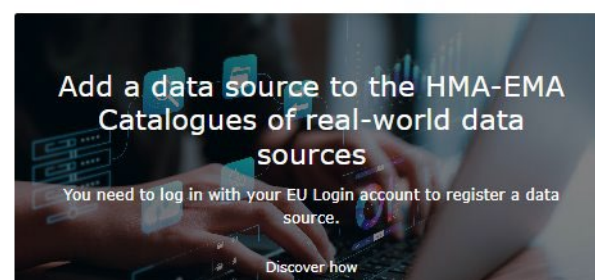 Add a data source to the HMA-EMA
Catalogues of real-world data
sources
You need to log in with your EU Login account to register a data
source.
Discover how